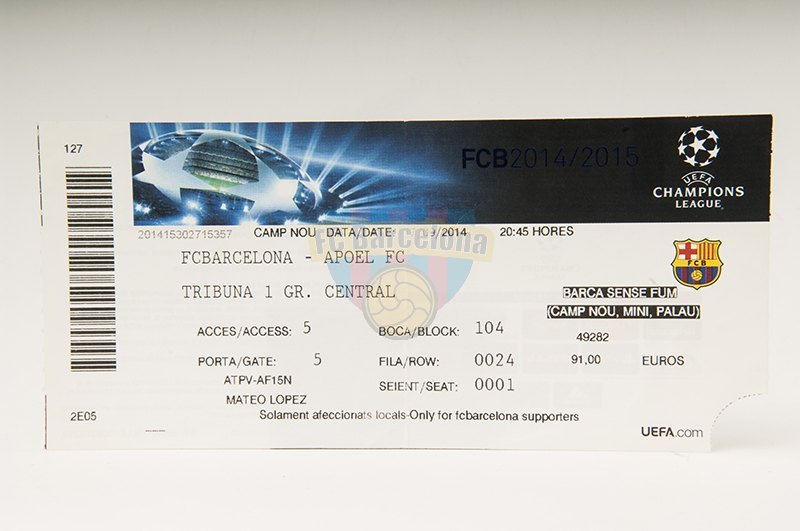 127
FCB2014/2015
UEFA
CHAMPIONS
LEAGUE
201415302715357 CAMP NOU DATA/DATE: 9/2014 20:45 HORES
FC Barcelona
FCBARCELONA - APOEL FC
FCB
TRIBUNA 1 GR. CENTRAL
BARÇA SENSE FUM
(CAMP NOU, MINI, PALAU)
ACCES/ACCESS: 5 BOCA/BLOCK: 104 49282
PORTA/GATE: 5 FILA/ROW: 0024 91,00 EUROS
ATPV-AF15N SEIENT/SEAT: 0001
MATEO LOPEZ
2E05 Solament afeccionats locals-Only for fcbarcelona supporters
UEFA.com